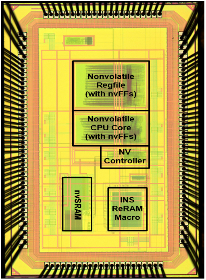 Nonvolatile
Regfile
(with nvFFs)
Nonvolatile
CPU Core
(with nvFFs)
NV
Controller
nvSRAM
INS
ReRAM
Macro